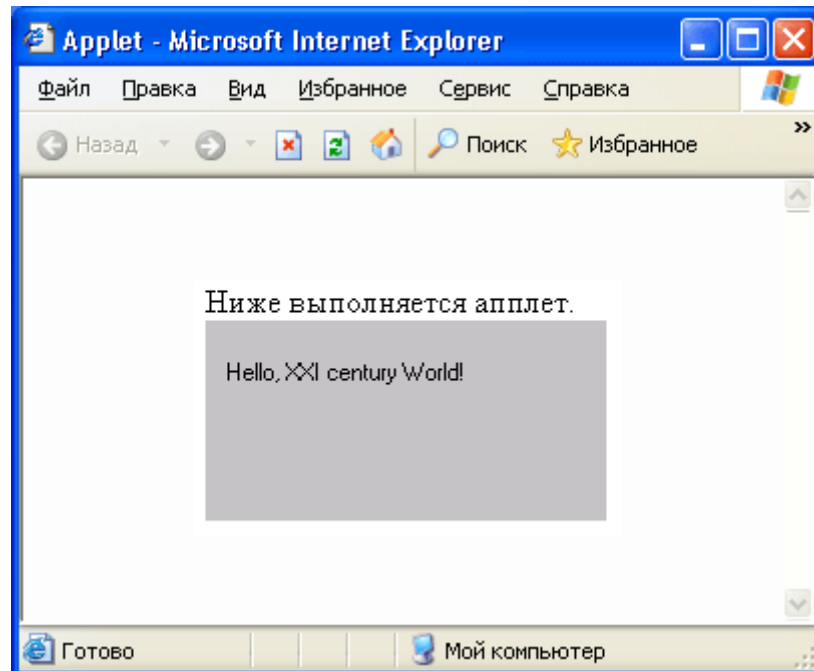 Applet - Microsoft Internet Explorer
Файл Правка Вид Избранное Сервис Справка
Назад Поиск Избранное »
Ниже выполняется апплет.
Hello, XXI century World!
Готово Мой компьютер